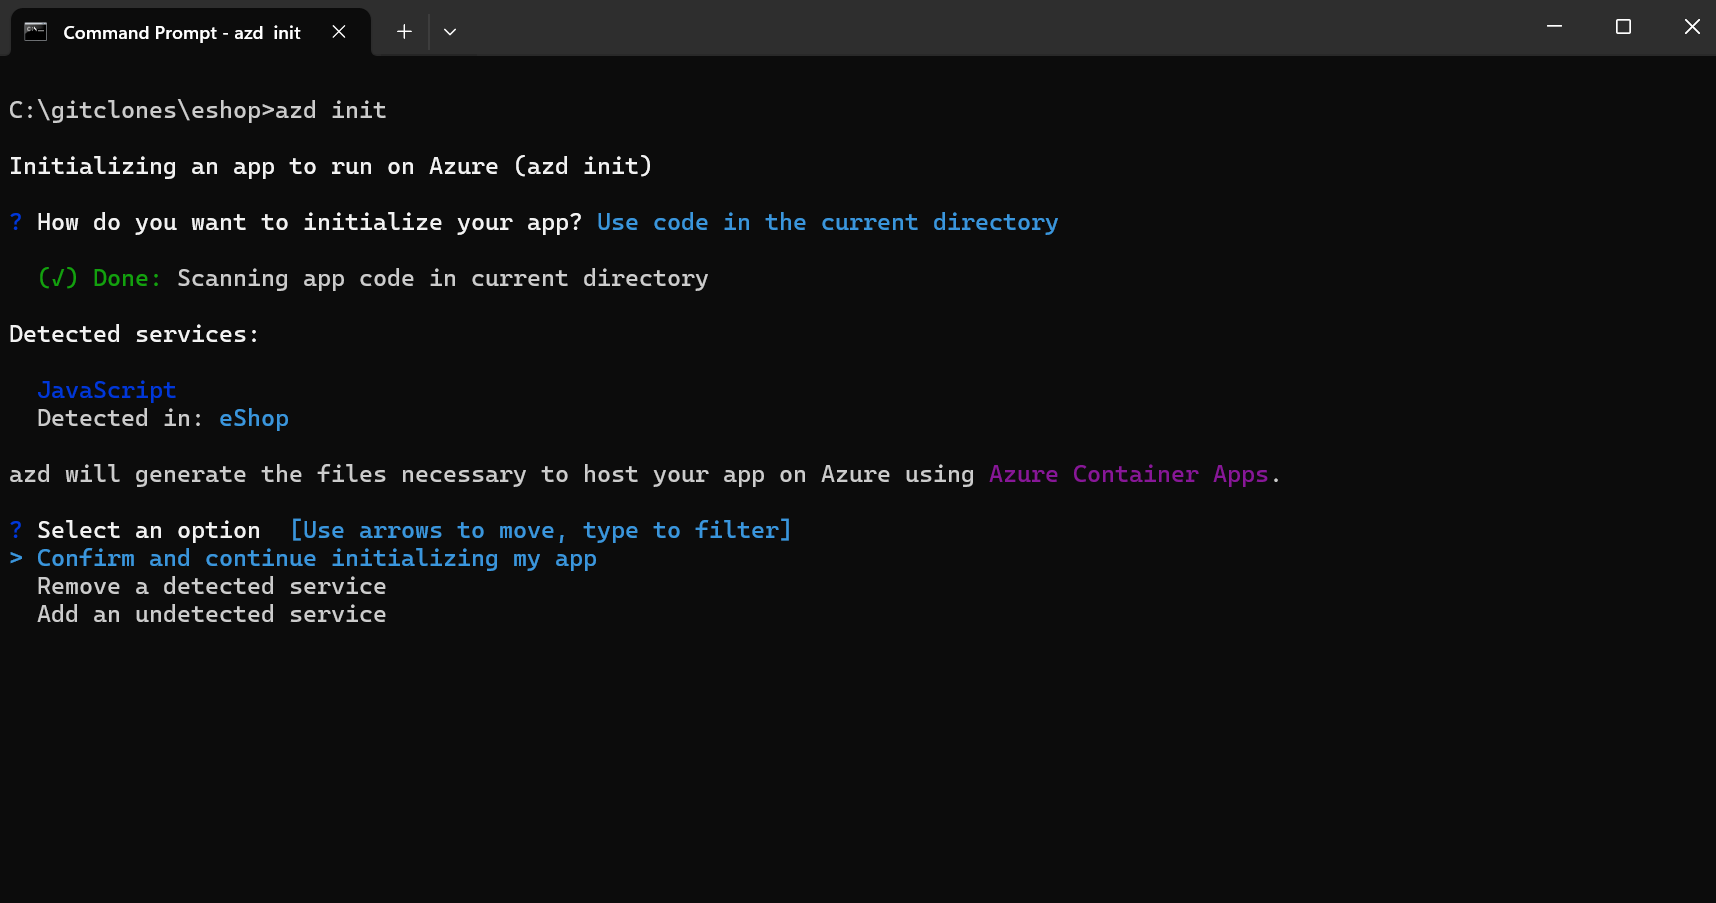 Command Prompt - azd  init
C:\gitclones\eshop>azd init
Initializing an app to run on Azure (azd init)
? How do you want to initialize your app? Use code in the current directory
(√) Done: Scanning app code in current directory
Detected services:
JavaScript
Detected in: eShop
azd will generate the files necessary to host your app on Azure using Azure Container Apps.
? Select an option  [Use arrows to move, type to filter]
> Confirm and continue initializing my app
Remove a detected service
Add an undetected service